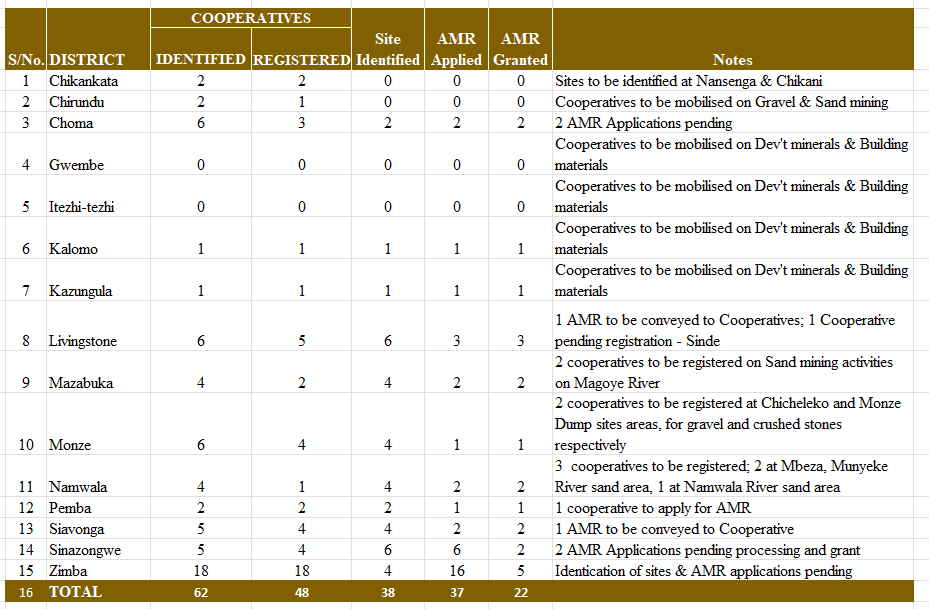 COOPERATIVES
S/No. DISTRICT IDENTIFIED REGISTERED Site Identified AMR Applied AMR Granted Notes
1 Chikankata 2 2 0 0 0 Sites to be identified at Nansenga & Chikani
2 Chirundu 2 1 0 0 0 Cooperatives to be mobilised on Gravel & Sand mining
3 Choma 6 3 2 2 2 2 AMR Applications pending
4 Gwembe 0 0 0 0 0 Cooperatives to be mobilised on Dev't minerals & Building
materials
5 Itezhi-tezhi 0 0 0 0 0 Cooperatives to be mobilised on Dev't minerals & Building
materials
6 Kalomo 1 1 1 1 1 Cooperatives to be mobilised on Dev't minerals & Building
materials
7 Kazungula 1 1 1 1 1 Cooperatives to be mobilised on Dev't minerals & Building
materials
8 Livingstone 6 5 6 3 3 1 AMR to be conveyed to Cooperatives; 1 Cooperative
pending registration - Sinde
9 Mazabuka 4 2 4 2 2 2 cooperatives to be registered on Sand mining activities
on Magoye River
10 Monze 6 4 4 1 1 2 cooperatives to be registered at Chicheleko and Monze
Dump sites areas, for gravel and crushed stones
respectively
11 Namwala 4 1 4 2 2 3 cooperatives to be registered; 2 at Mbeza, Munyeke
River sand area, 1 at Namwala River sand area
12 Pemba 2 2 2 1 1 1 cooperative to apply for AMR
13 Siavonga 5 4 4 2 2 1 AMR to be conveyed to Cooperative
14 Sinazongwe 5 4 6 6 2 2 AMR Applications pending processing and grant
15 Zimba 18 18 4 16 5 Identication of sites & AMR applications pending
16 TOTAL 62 48 38 37 22